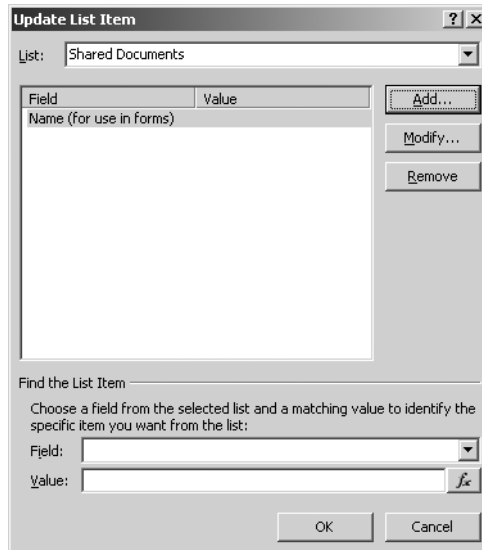 Update List Item
List: Shared Documents
Field Value
Name (for use in forms)
Add...
Modify...
Remove
Find the List Item
Choose a field from the selected list and a matching value to identify the
specific item you want from the list:
Field:
Value: fx
OK Cancel